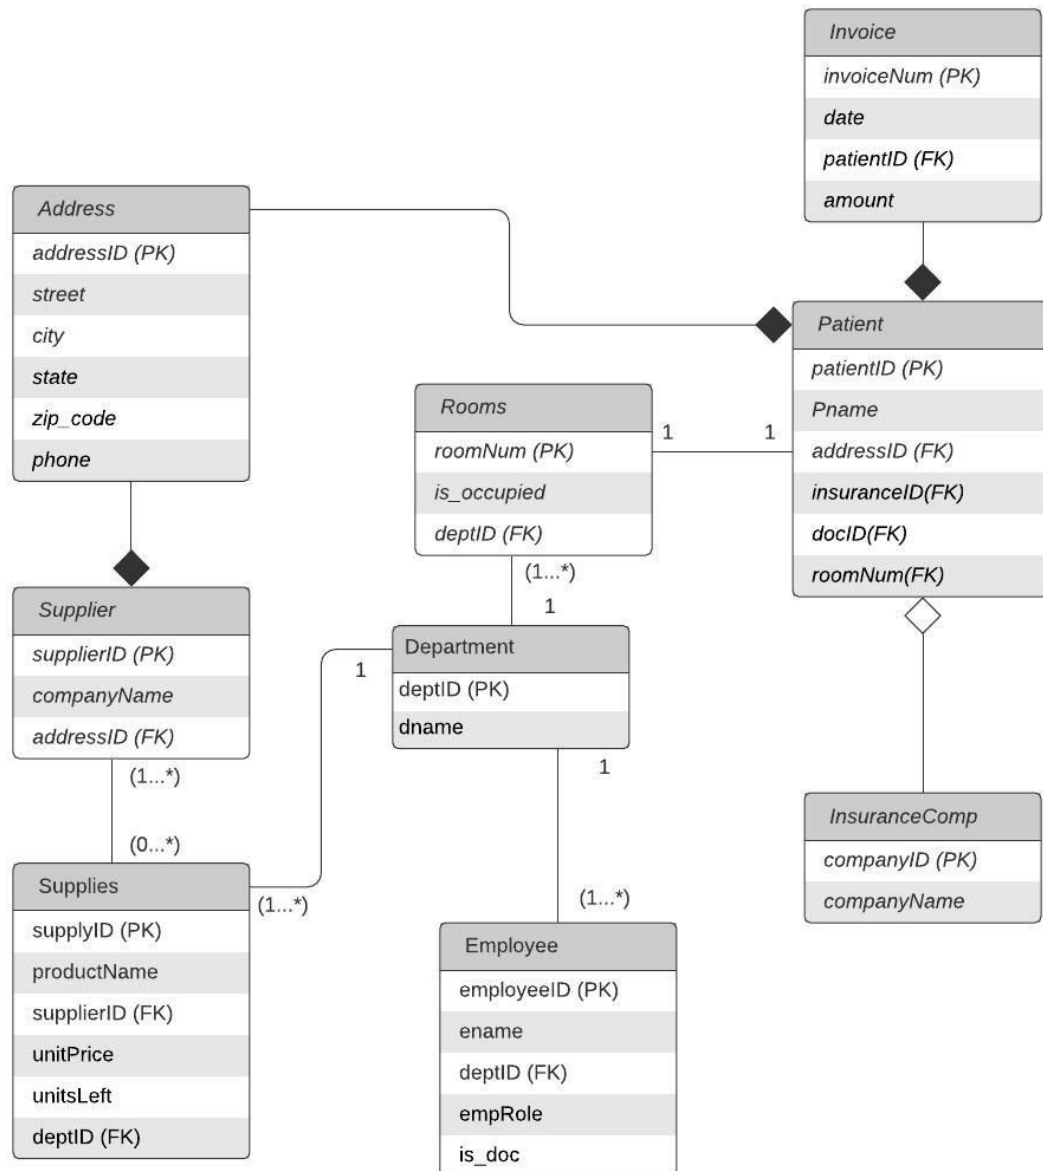 Invoice
invoiceNum (PK)
date
patientID (FK)
amount
Address
addressID (PK)
street
city
state
zip_code
phone
Patient
patientID (PK)
Pname
addressID (FK)
insuranceID(FK)
docID(FK)
roomNum(FK)
Rooms
roomNum (PK)
is_occupied
deptID (FK)
1
1
(1...*)
1
Supplier
supplierID (PK)
companyName
addressID (FK)
(1...*)
(0...*)
Department
deptID (PK)
dname
1
1
(1...*)
(1...*)
Supplies
supplyID (PK)
productName
supplierID (FK)
unitPrice
unitsLeft
deptID (FK)
Employee
employeeID (PK)
ename
deptID (FK)
empRole
is_doc
InsuranceComp
companyID (PK)
companyName